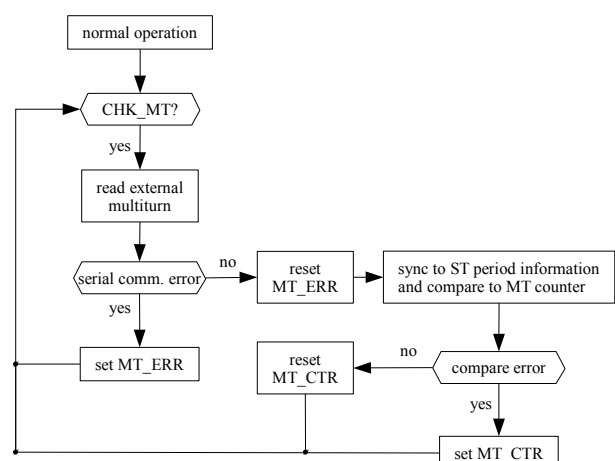 normal operation
CHK_MT?
yes
read external
multiturn
serial comm. error
no
reset
MT_ERR
sync to ST period information
and compare to MT counter
yes
set MT_ERR
reset
MT_CTR
no
compare error
yes
set MT_CTR